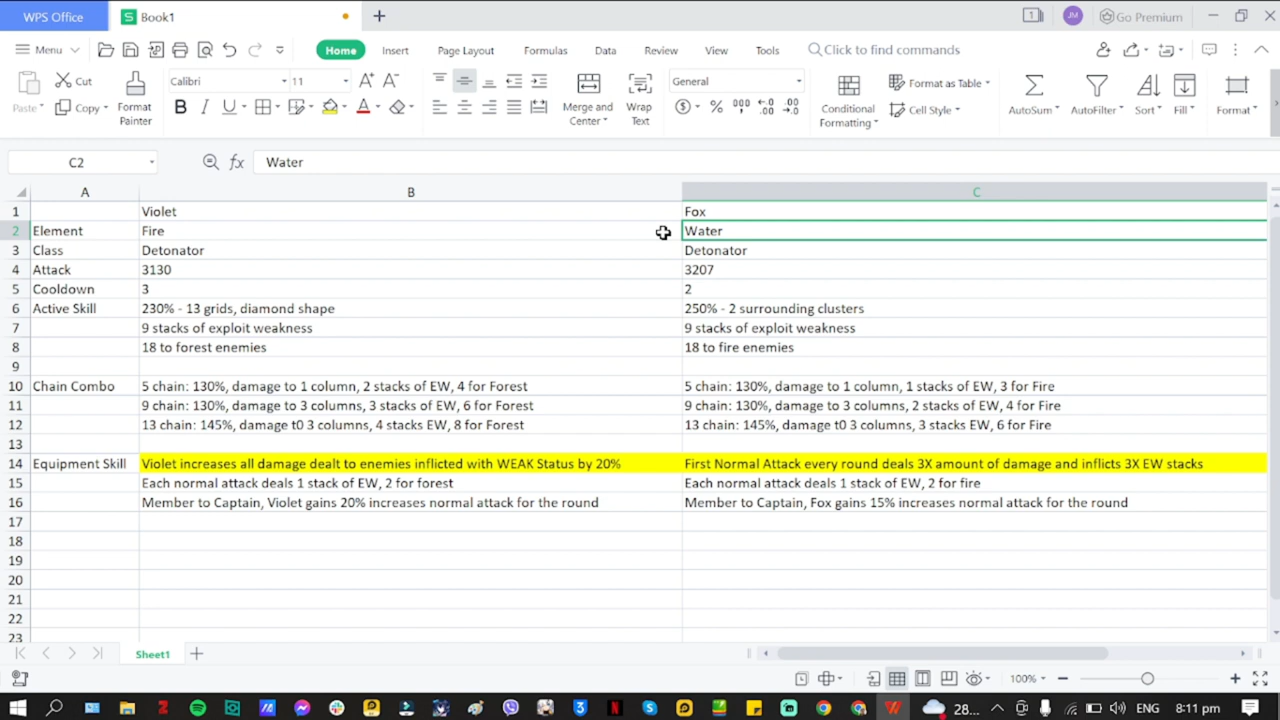 WPS Office Book1 JM Go Premium
Menu Home Insert Page Layout Formulas Data Review View Tools Click to find commands
Paste Cut Copy Format Painter Calibri 11 A+ A- B I U A Merge and Center Wrap Text General $ % 000 Conditional Formatting Format as Table Cell Style AutoSum AutoFilter Sort Fill Format
C2 fx Water
A B C
1 Violet Fox
2 Element Fire Water
3 Class Detonator Detonator
4 Attack 3130 3207
5 Cooldown 3 2
6 Active Skill 230% - 13 grids, diamond shape 250% - 2 surrounding clusters
7 9 stacks of exploit weakness 9 stacks of exploit weakness
8 18 to forest enemies 18 to fire enemies
9
10 Chain Combo 5 chain: 130%, damage to 1 column, 2 stacks of EW, 4 for Forest 5 chain: 130%, damage to 1 column, 1 stacks of EW, 3 for Fire
11 9 chain: 130%, damage to 3 columns, 3 stacks of EW, 6 for Forest 9 chain: 130%, damage to 3 columns, 2 stacks of EW, 4 for Fire
12 13 chain: 145%, damage t0 3 columns, 4 stacks EW, 8 for Forest 13 chain: 145%, damage t0 3 columns, 3 stacks EW, 6 for Fire
13
14 Equipment Skill Violet increases all damage dealt to enemies inflicted with WEAK Status by 20% First Normal Attack every round deals 3X amount of damage and inflicts 3X EW stacks
15 Each normal attack deals 1 stack of EW, 2 for forest Each normal attack deals 1 stack of EW, 2 for fire
16 Member to Captain, Violet gains 20% increases normal attack for the round Member to Captain, Fox gains 15% increases normal attack for the round
17
18
19
20
21
22
23
Sheet1
100%
28... ENG 8:11 pm